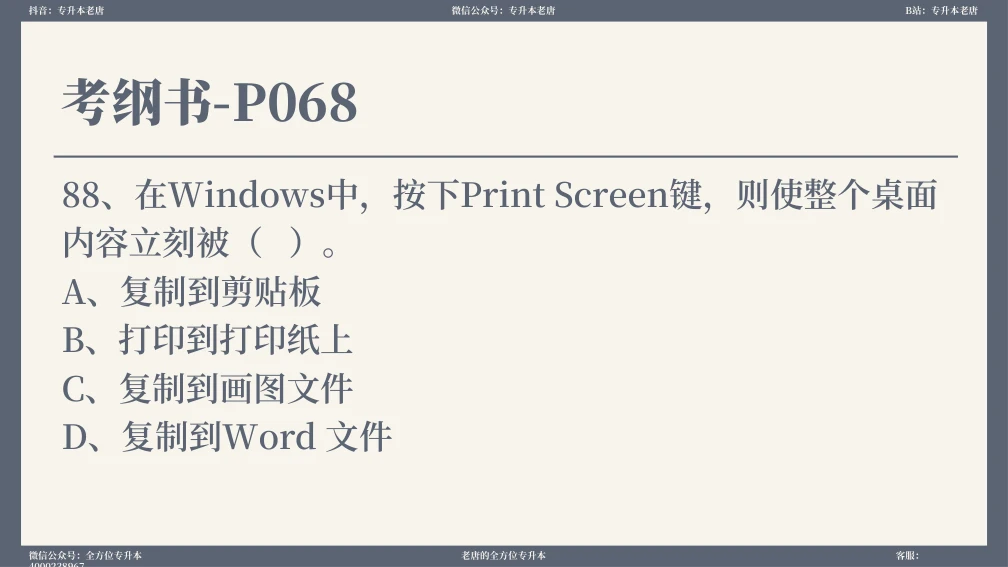 抖音：专升本老唐
微信公众号：专升本老唐
B站：专升本老唐
考纲书-P068
88、在Windows中，按下Print Screen键，则使整个桌面
内容立刻被（ ）。
A、复制到剪贴板
B、打印到打印纸上
C、复制到画图文件
D、复制到Word 文件
微信公众号：全方位专升本
老唐的全方位专升本
客服：
4000238967